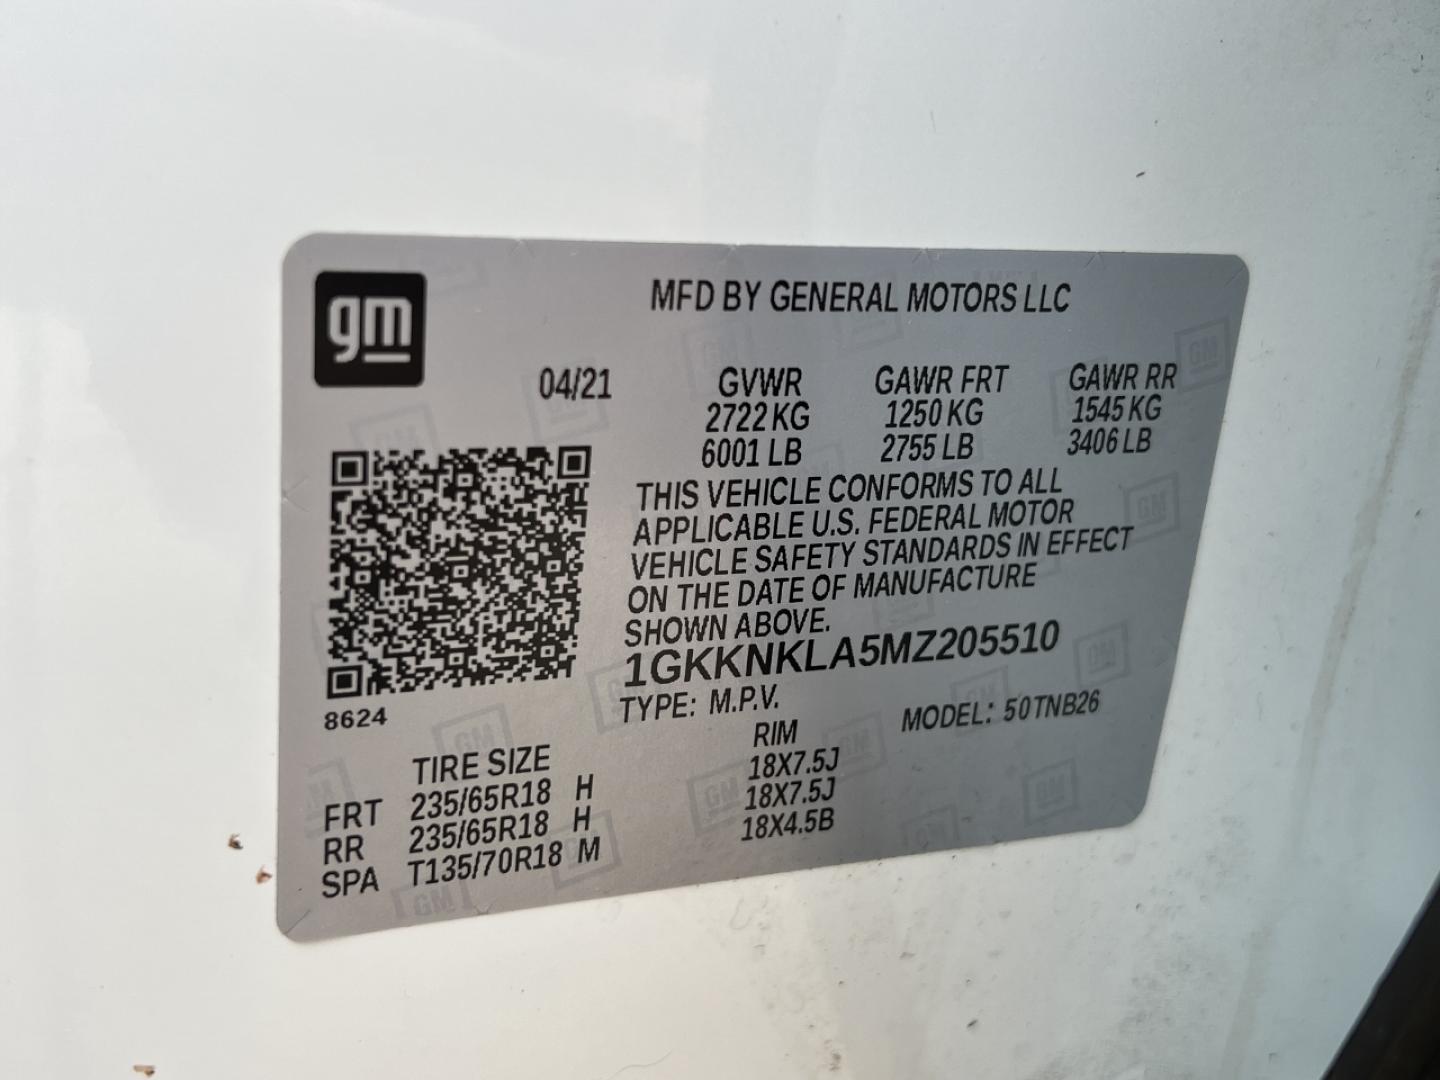 gm
MFD BY GENERAL MOTORS LLC
04/21 GVWR GAWR FRT GAWR RR
2722 KG 1250 KG 1545 KG
6001 LB 2755 LB 3406 LB
THIS VEHICLE CONFORMS TO ALL
APPLICABLE U.S. FEDERAL MOTOR
VEHICLE SAFETY STANDARDS IN EFFECT
ON THE DATE OF MANUFACTURE
SHOWN ABOVE.
1GKKNKLA5MZ205510
8624
TYPE: M.P.V. MODEL: 50TNB26
TIRE SIZE RIM
FRT 235/65R18 H 18X7.5J
RR 235/65R18 H 18X7.5J
SPA T135/70R18 M 18X4.5B